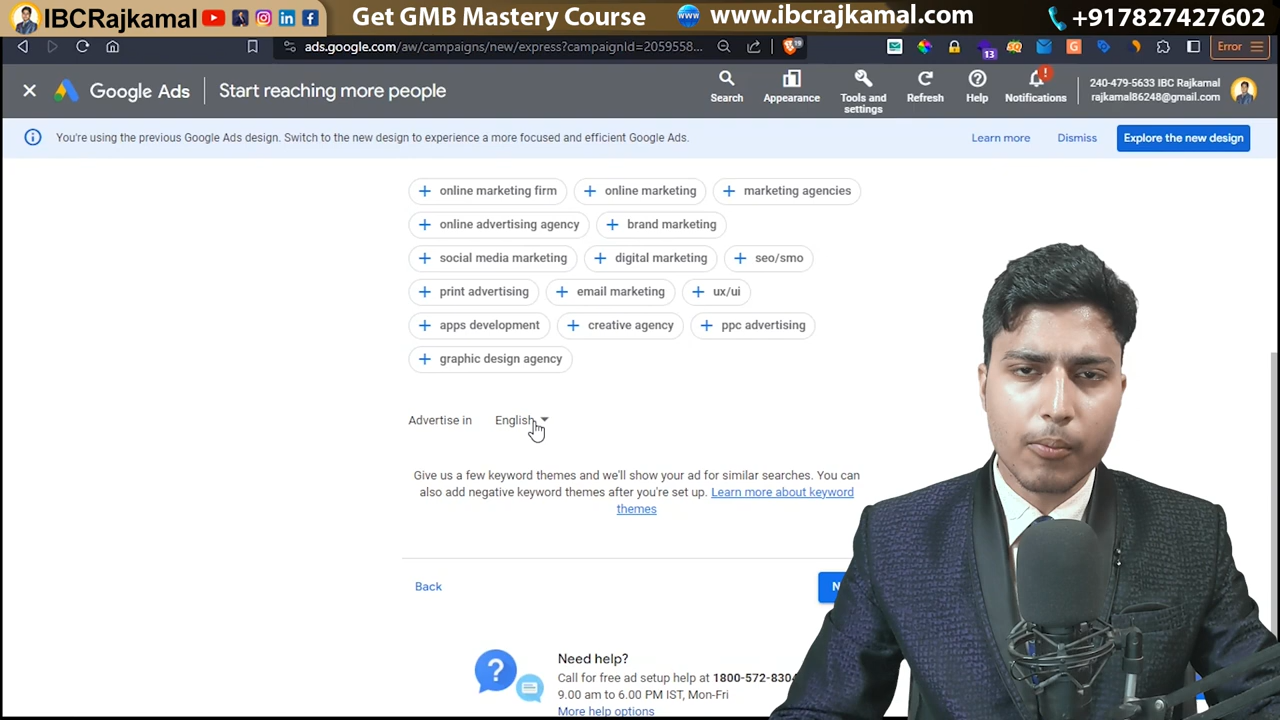 IBCRajkamal Get GMB Mastery Course www.ibcrajkamal.com +917827427602
ads.google.com/aw/campaigns/new/express?campaignId=2059558... Error
Google Ads Start reaching more people
Search Appearance Tools and settings Refresh Help Notifications
240-479-5633 IBC Rajkamal
rajkamal86248@gmail.com
You're using the previous Google Ads design. Switch to the new design to experience a more focused and efficient Google Ads. Learn more Dismiss Explore the new design
+ online marketing firm + online marketing + marketing agencies
+ online advertising agency + brand marketing
+ social media marketing + digital marketing + seo/smo
+ print advertising + email marketing + ux/ui
+ apps development + creative agency + ppc advertising
+ graphic design agency
Advertise in English
Give us a few keyword themes and we'll show your ad for similar searches. You can
also add negative keyword themes after you're set up. Learn more about keyword
themes
Back
Need help?
Call for free ad setup help at 1800-572-8304
9.00 am to 6.00 PM IST, Mon-Fri
More help options